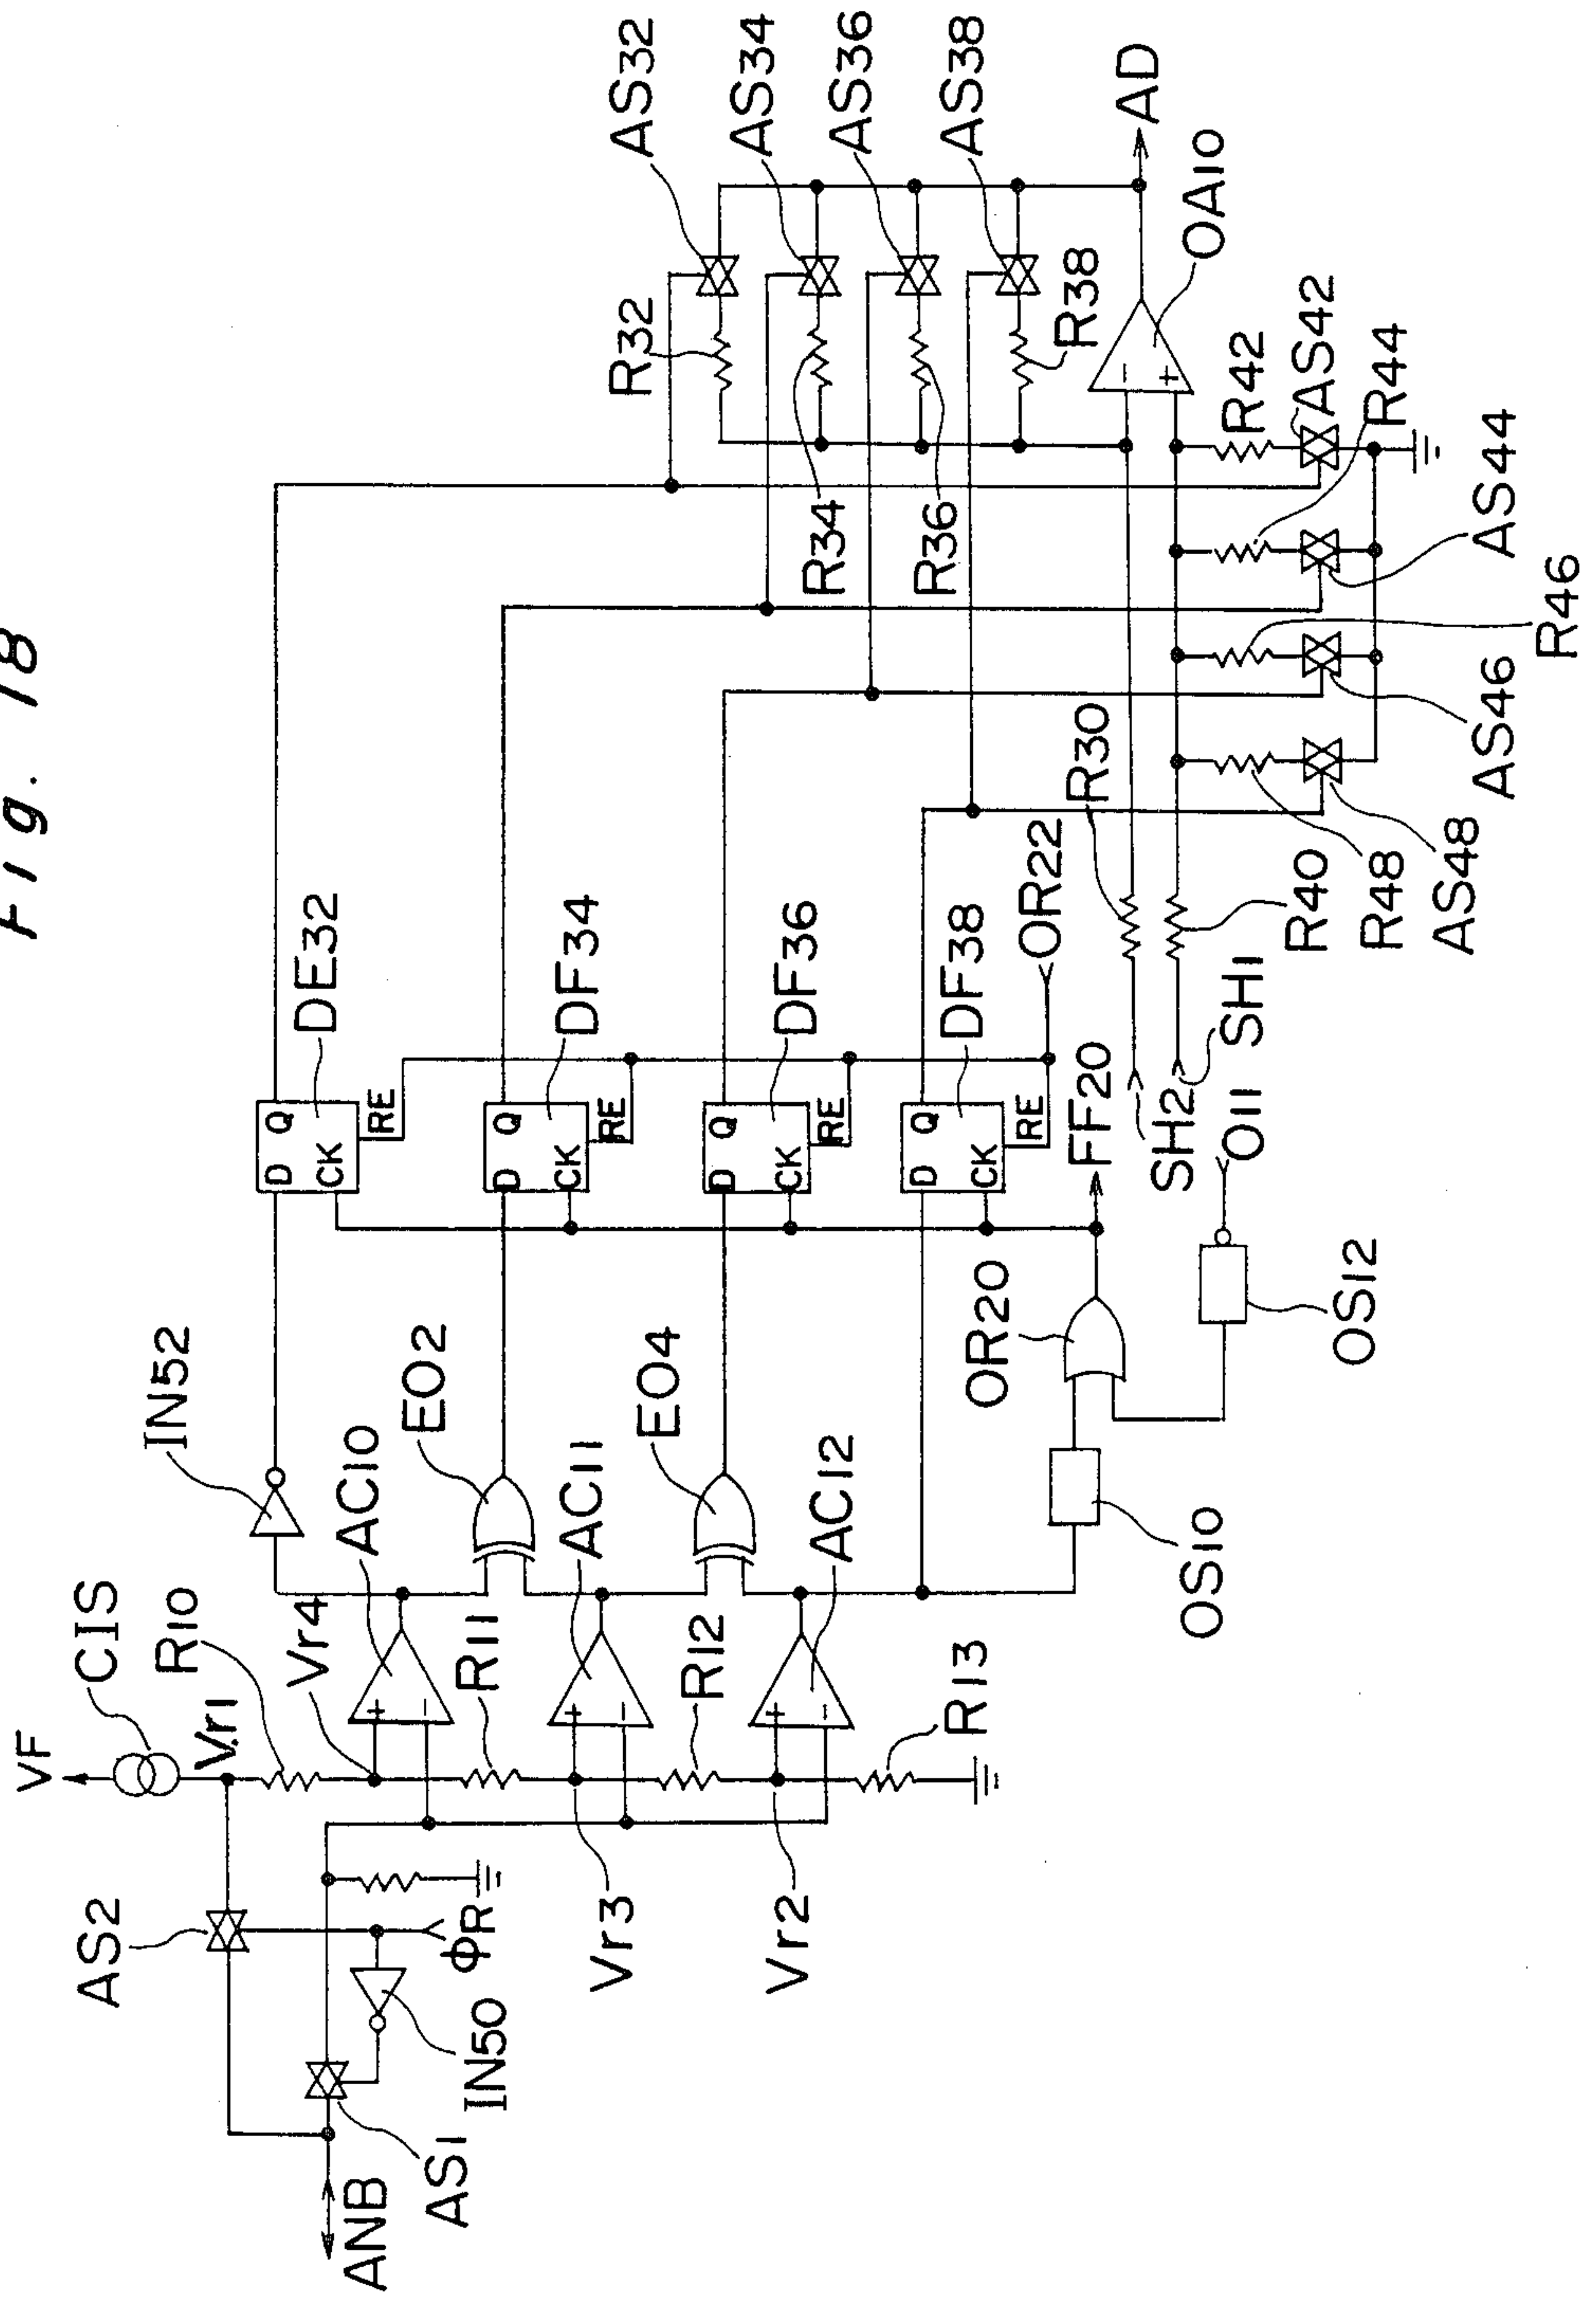 Fig. 18
VF
CIS
Vr1
R10
Vr4
AS2
ANB
AS1
IN50
ΦR
Vr3
Vr2
AC10
+
−
R11
AC11
+
−
R12
AC12
+
−
R13
IN52
EO2
EO4
OS10
OR20
OS12
O11
FF20
DE32
D
Q
CK
RE
DF34
D
Q
CK
RE
DF36
D
Q
CK
RE
DF38
D
Q
CK
RE
OR22
SH2
SH1
R30
R40
R48
AS48
AS46
R46
AS44
R44
AS42
R42
R32
R34
R36
R38
AS32
AS34
AS36
AS38
−
+
OA10
AD